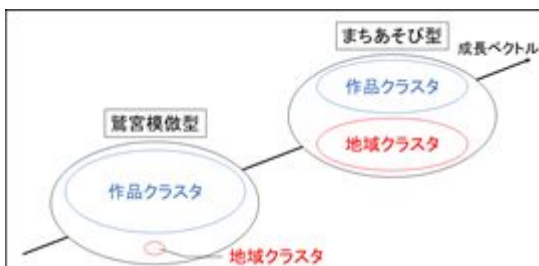 まちあそび型
成長ベクトル
作品クラスタ
地域クラスタ
鷲宮模倣型
作品クラスタ
地域クラスタ